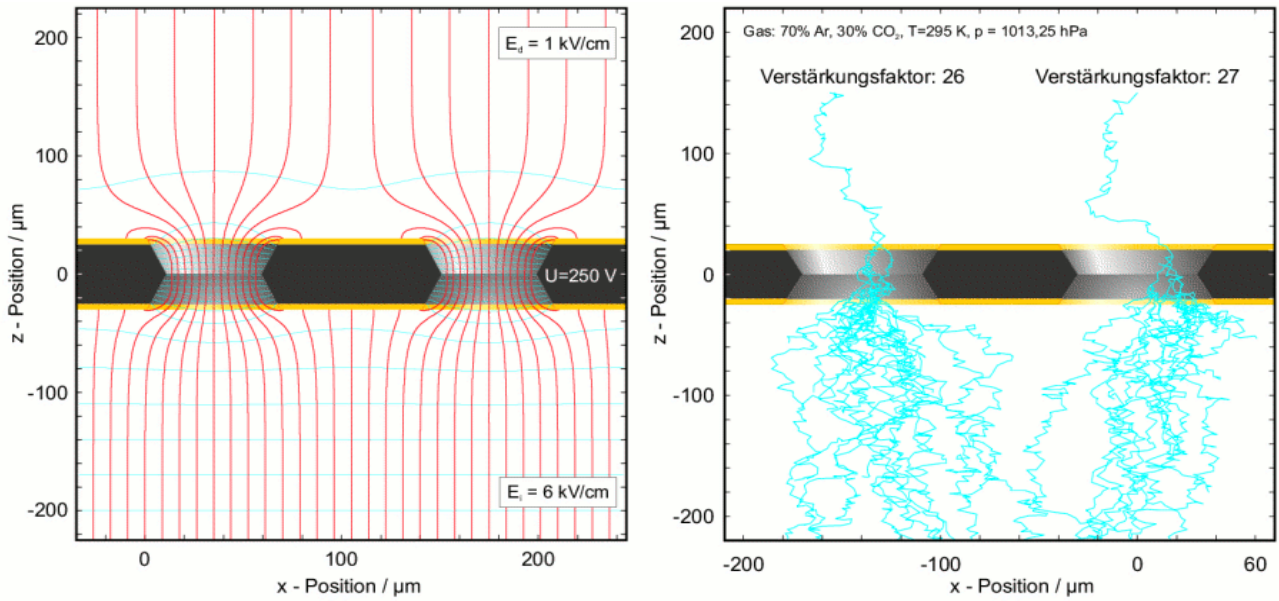 200
100
0
-100
-200
z - Position / µm
0
100
200
x - Position / µm
E_d = 1 kV/cm
U=250 V
E_i = 6 kV/cm
Gas: 70% Ar, 30% CO₂, T=295 K, p = 1013,25 hPa
Verstärkungsfaktor: 26
Verstärkungsfaktor: 27
200
100
0
-100
-200
z - Position / µm
-200
-100
0
x - Position / µm